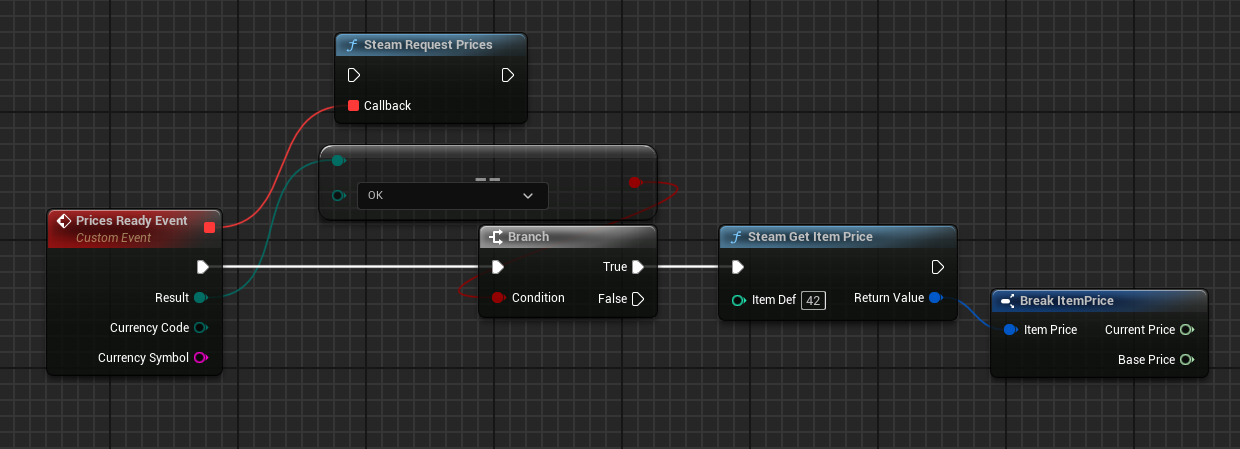 Steam Request Prices
Callback
==
OK
Prices Ready Event
Custom Event
Result
Currency Code
Currency Symbol
Branch
True
Condition
False
Steam Get Item Price
Item Def 42
Return Value
Break ItemPrice
Item Price
Current Price
Base Price